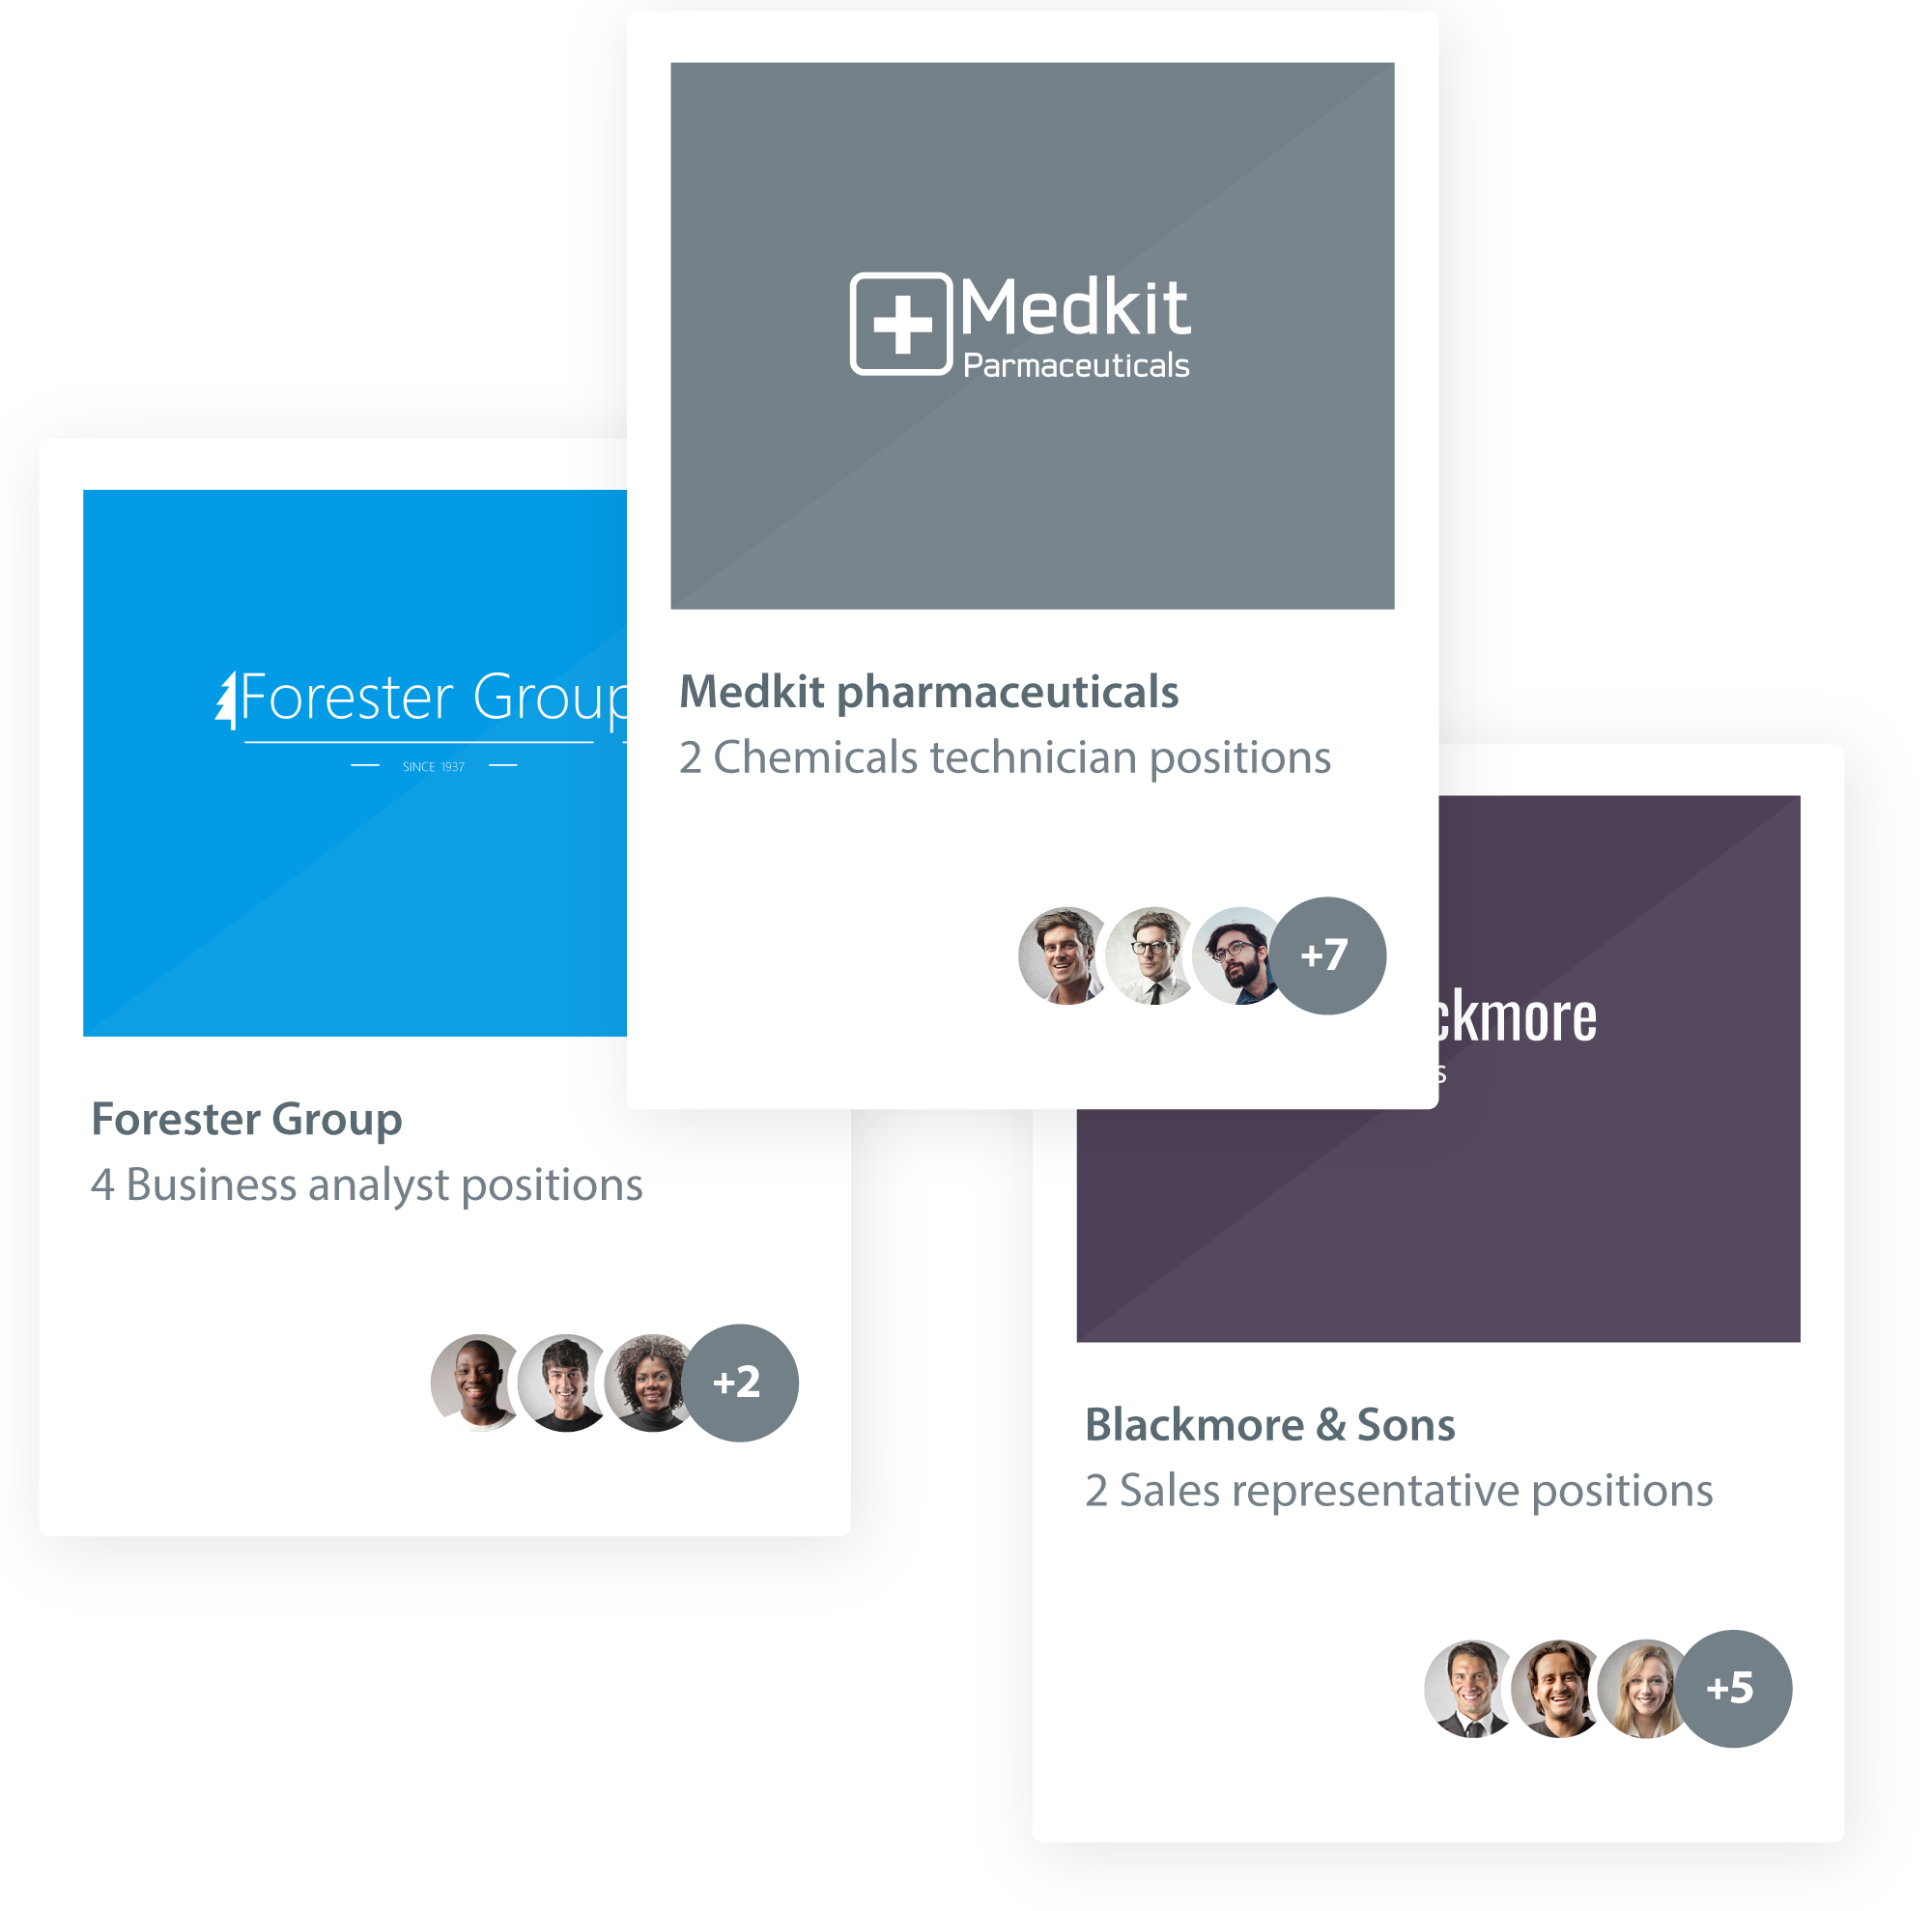 Medkit
Parmaceuticals
Medkit pharmaceuticals
2 Chemicals technician positions
+7
Forester Group
SINCE 1937
Forester Group
4 Business analyst positions
+2
ckmore
s
Blackmore & Sons
2 Sales representative positions
+5